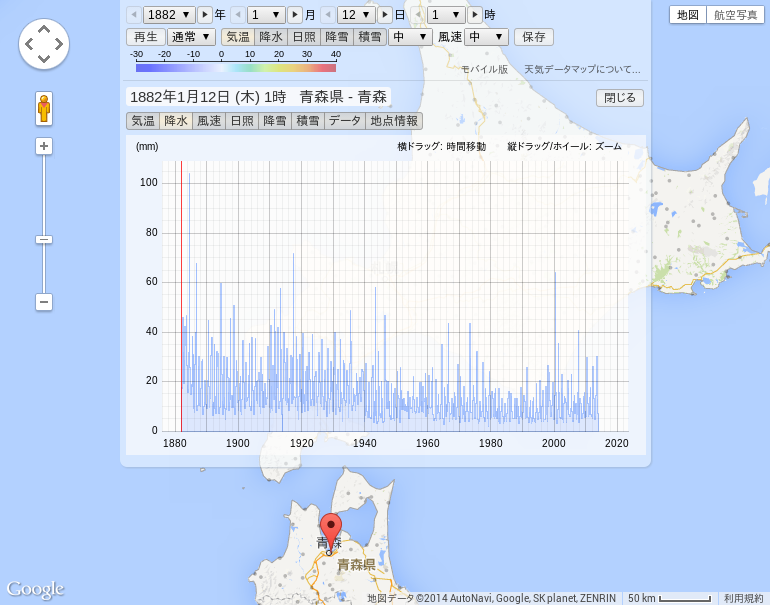 1882 年 1 月 12 日 1 時
地図 航空写真
再生 通常 気温 降水 日照 降雪 積雪 中 風速 中 保存
-30 -20 -10 0 10 20 30 40
モバイル版 天気データマップについて...
1882年1月12日 (木) 1時 青森県 - 青森 閉じる
気温 降水 風速 日照 降雪 積雪 データ 地点情報
(mm) 横ドラッグ: 時間移動 縦ドラッグ/ホイール: ズーム
100
80
60
40
20
0
1880 1900 1920 1940 1960 1980 2000 2020
青森
青森県
Google
地図データ ©2014 AutoNavi, Google, SK planet, ZENRIN 50 km 利用規約